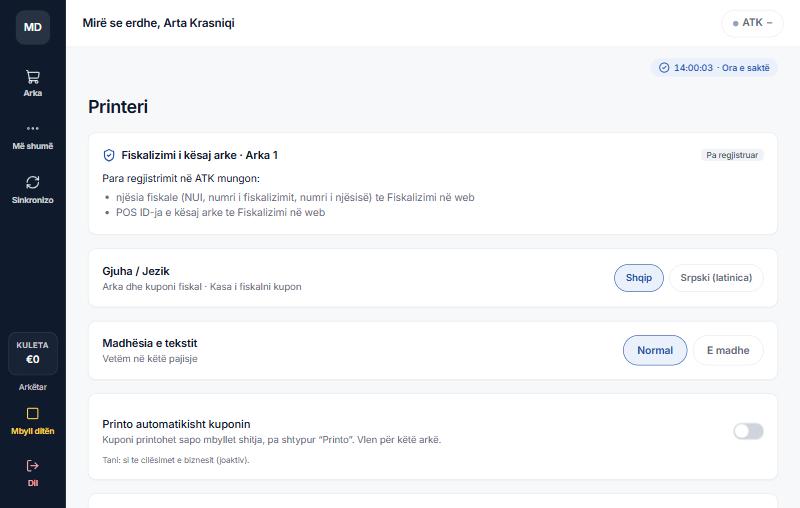 MD
Mirë se erdhe, Arta Krasniqi
ATK –
Arka
Më shumë
Sinkronizo
KULETA
€0
Arkëtar
Mbyll ditën
Dil
14:00:03 · Ora e saktë
Printeri
Fiskalizimi i kësaj arke · Arka 1
Pa regjistruar
Para regjistrimit në ATK mungon:
• njësia fiskale (NUI, numri i fiskalizimit, numri i njësisë) te Fiskalizimi në web
• POS ID-ja e kësaj arke te Fiskalizimi në web
Gjuha / Jezik
Arka dhe kuponi fiskal · Kasa i fiskalni kupon
Shqip
Srpski (latinica)
Madhësia e tekstit
Vetëm në këtë pajisje
Normal
E madhe
Printo automatikisht kuponin
Kuponi printohet sapo mbyllet shitja, pa shtypur “Printo”. Vlen për këtë arkë.
Tani: si te cilësimet e biznesit (joaktiv).